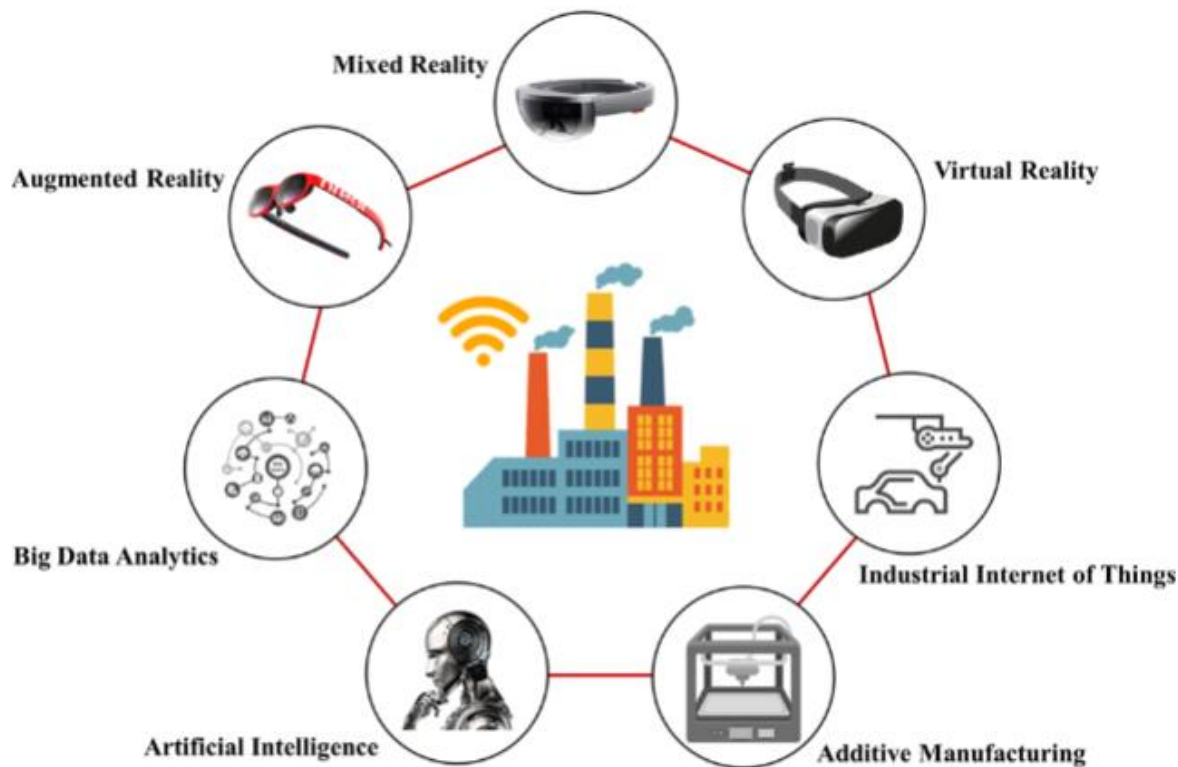 Mixed Reality
Augmented Reality
Virtual Reality
Big Data Analytics
Industrial Internet of Things
Artificial Intelligence
Additive Manufacturing